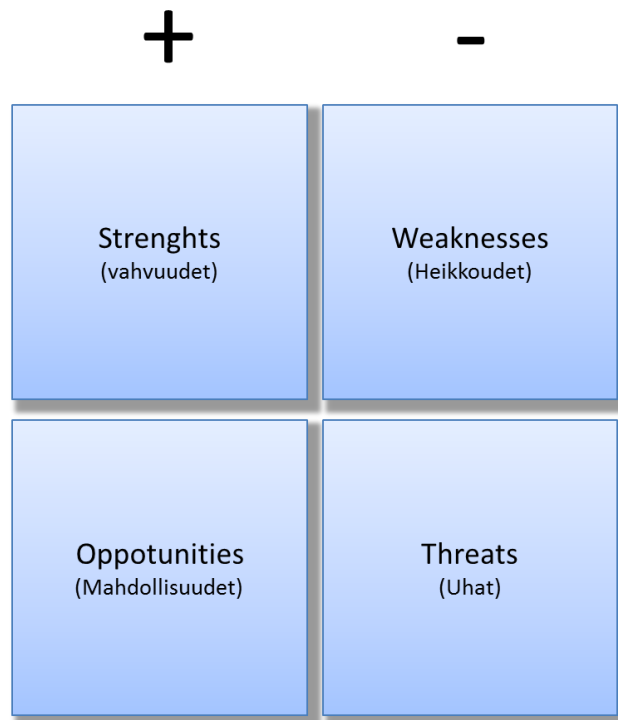 + -
Strenghts
(vahvuudet)
Weaknesses
(Heikkoudet)
Oppotunities
(Mahdollisuudet)
Threats
(Uhat)